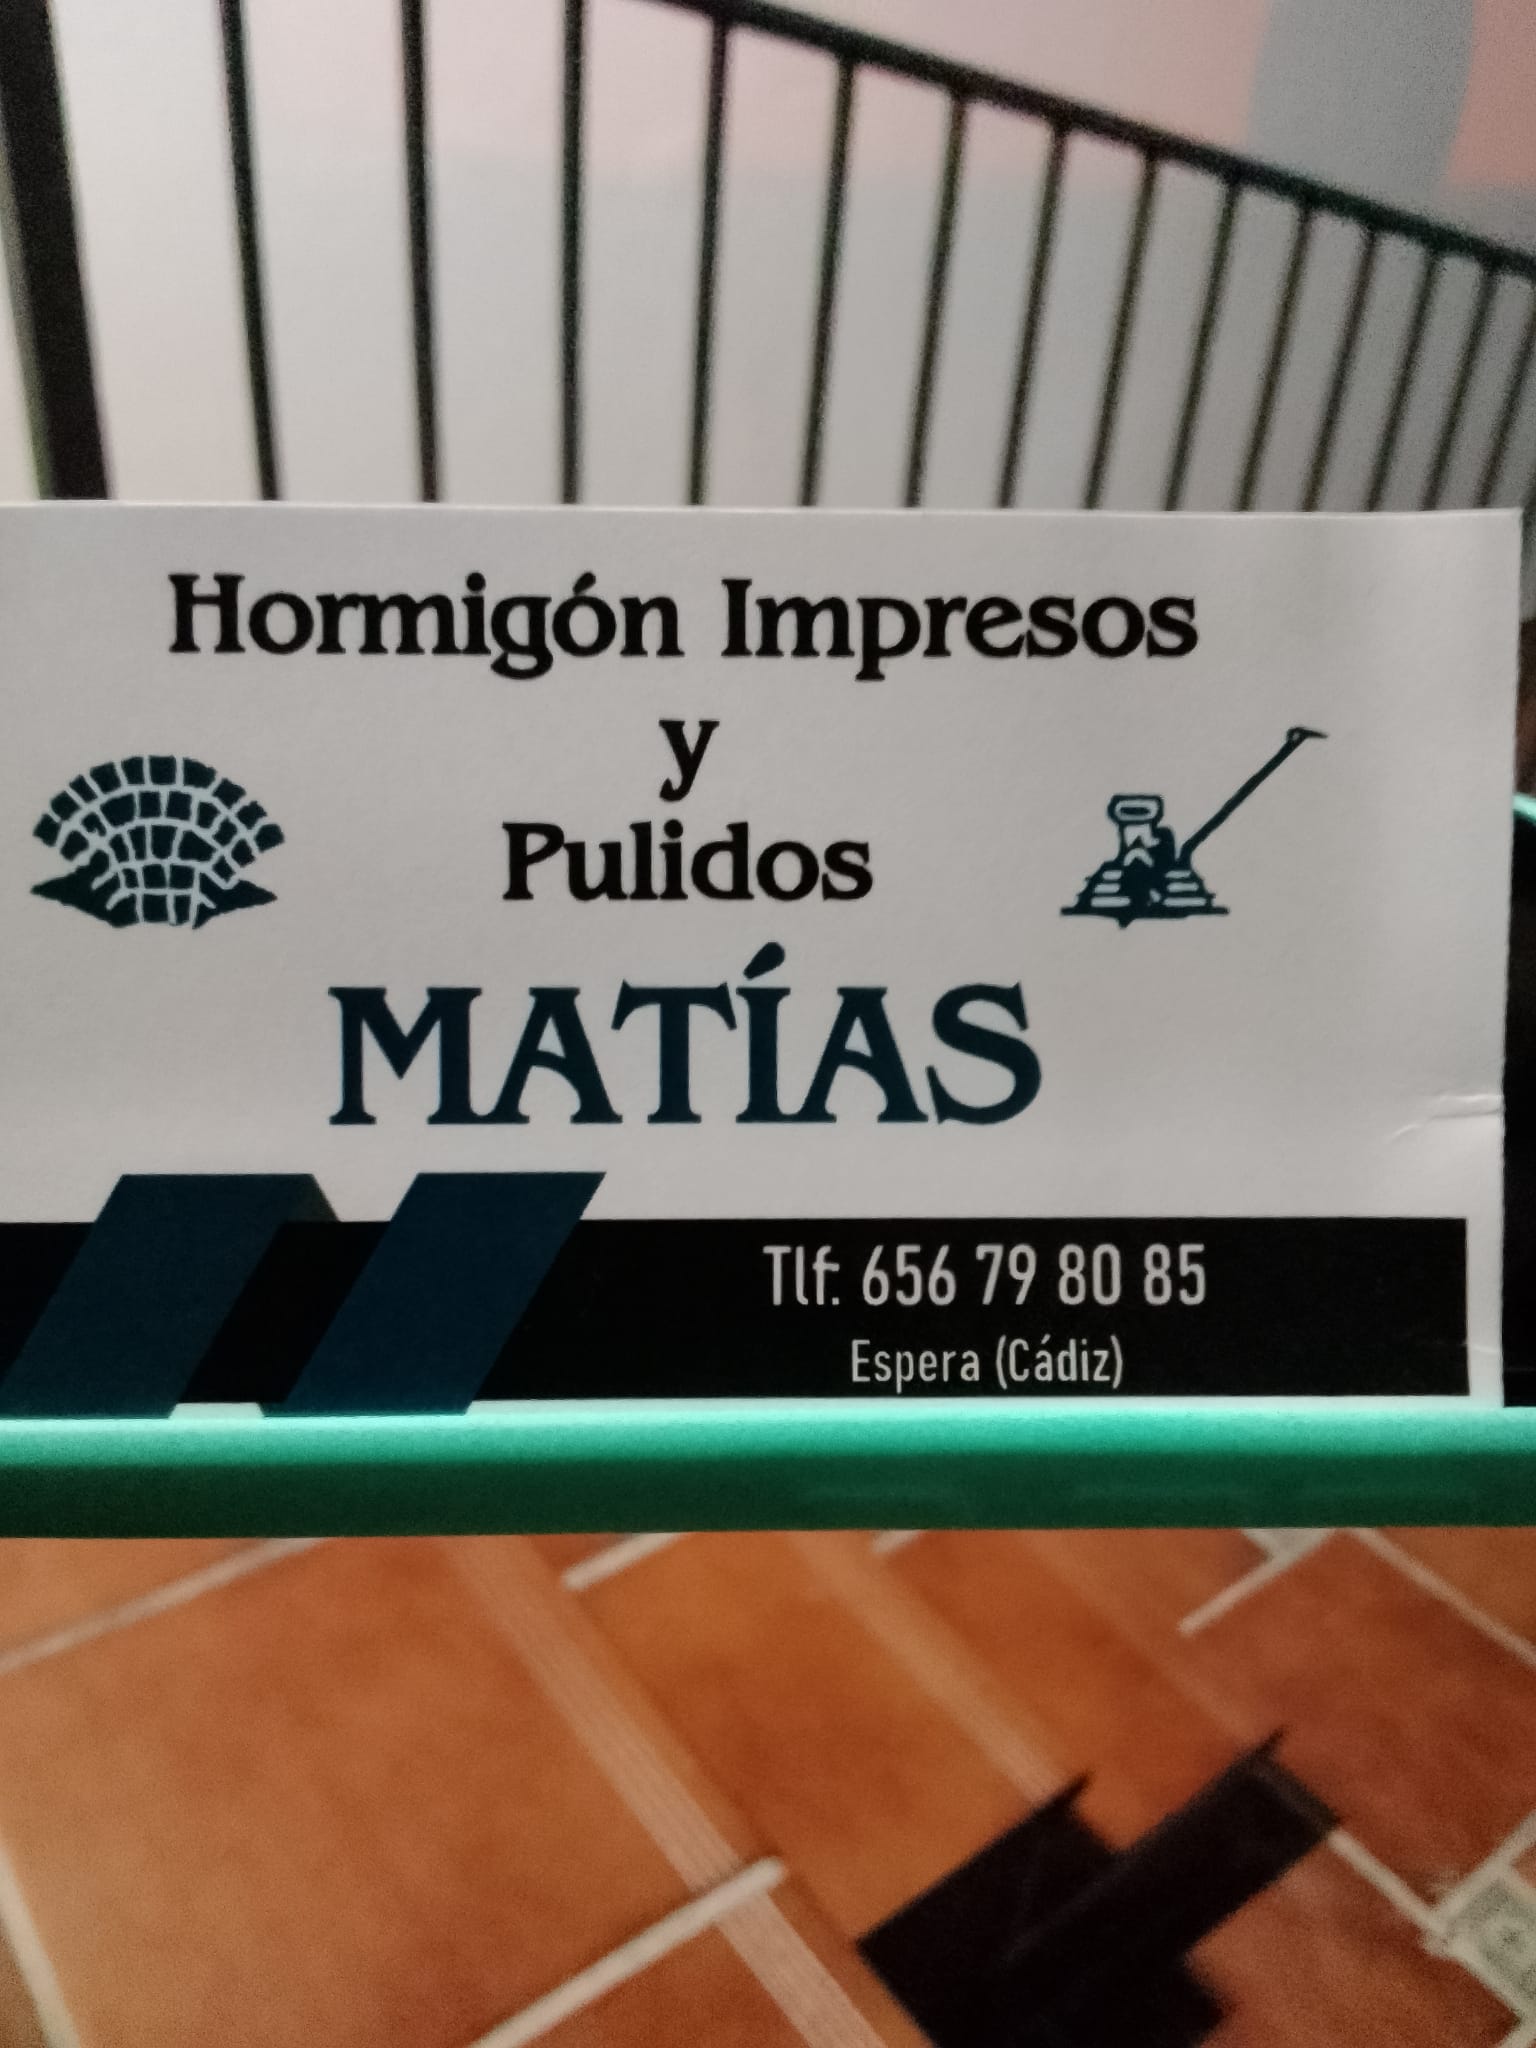 Hormigón Impresos
y
Pulidos
MATÍAS
Tlf: 656 79 80 85
Espera (Cádiz)